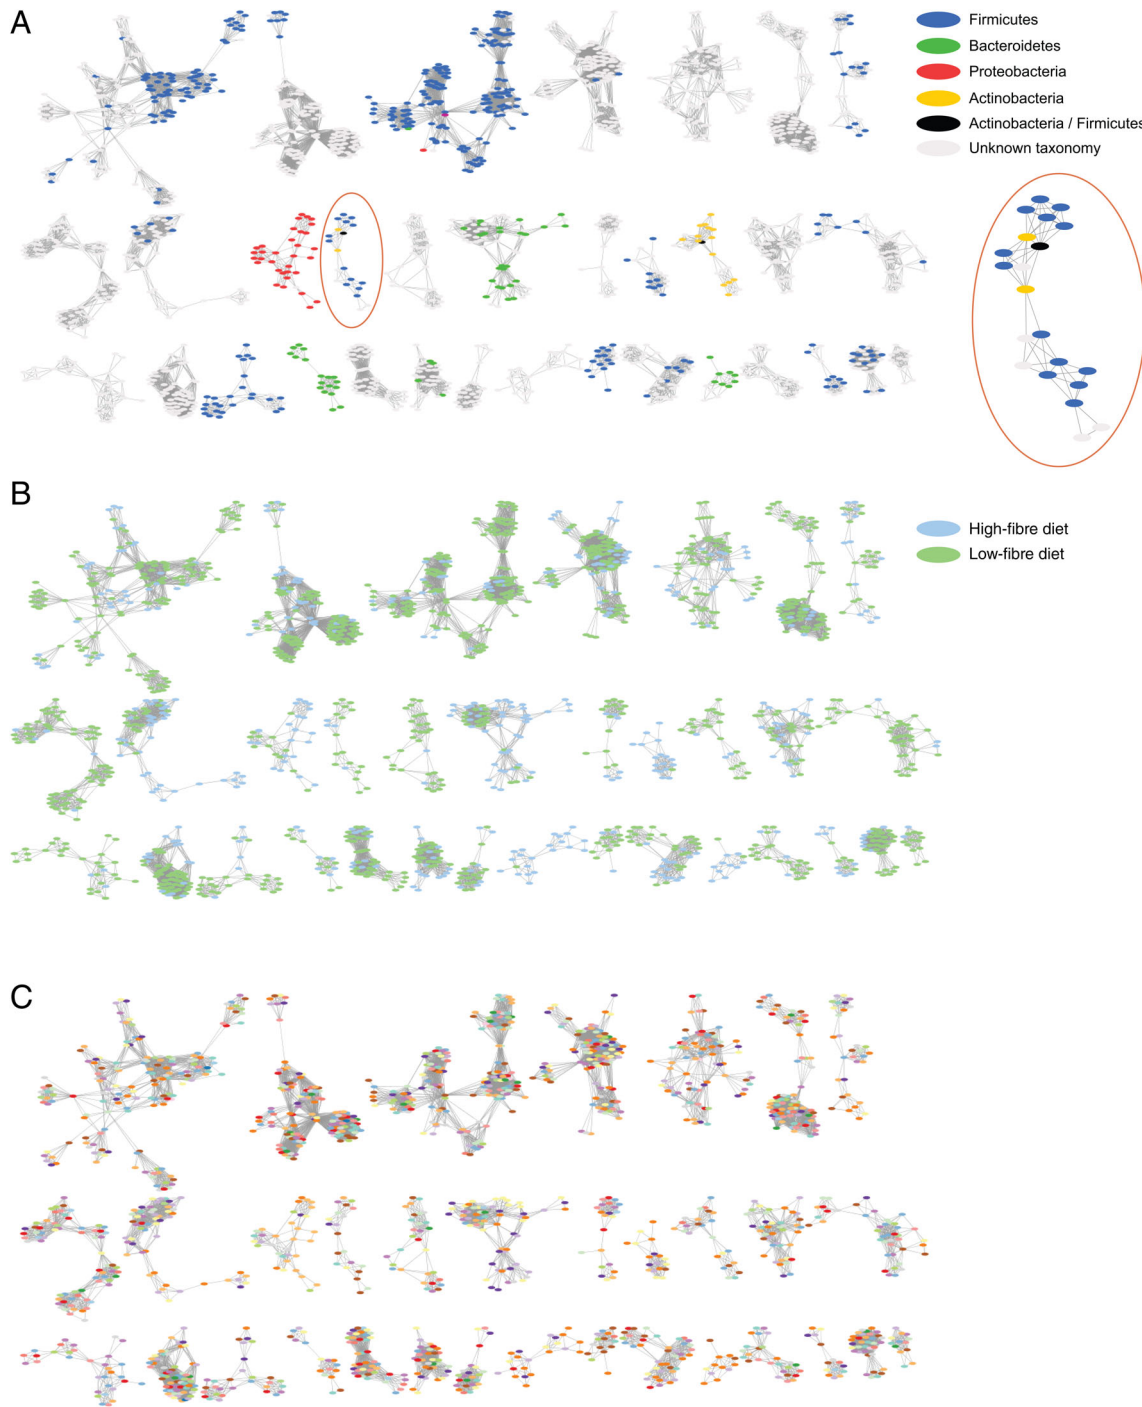 A
Firmicutes
Bacteroidetes
Proteobacteria
Actinobacteria
Actinobacteria / Firmicutes
Unknown taxonomy
B
High-fibre diet
Low-fibre diet
C